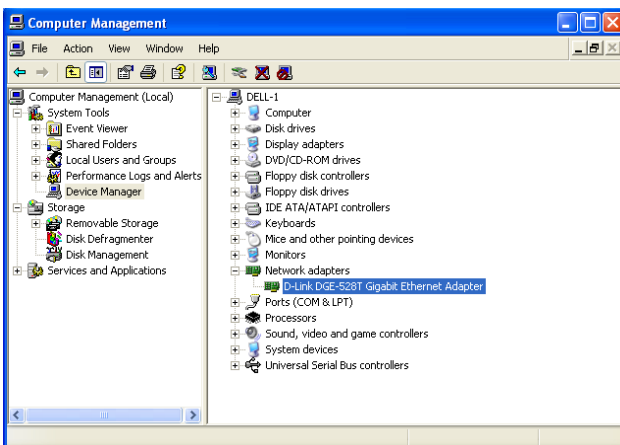 Computer Management
File Action View Window Help
Computer Management (Local)
System Tools
Event Viewer
Shared Folders
Local Users and Groups
Performance Logs and Alerts
Device Manager
Storage
Removable Storage
Disk Defragmenter
Disk Management
Services and Applications
DELL-1
Computer
Disk drives
Display adapters
DVD/CD-ROM drives
Floppy disk controllers
Floppy disk drives
IDE ATA/ATAPI controllers
Keyboards
Mice and other pointing devices
Monitors
Network adapters
D-Link DGE-528T Gigabit Ethernet Adapter
Ports (COM & LPT)
Processors
Sound, video and game controllers
System devices
Universal Serial Bus controllers